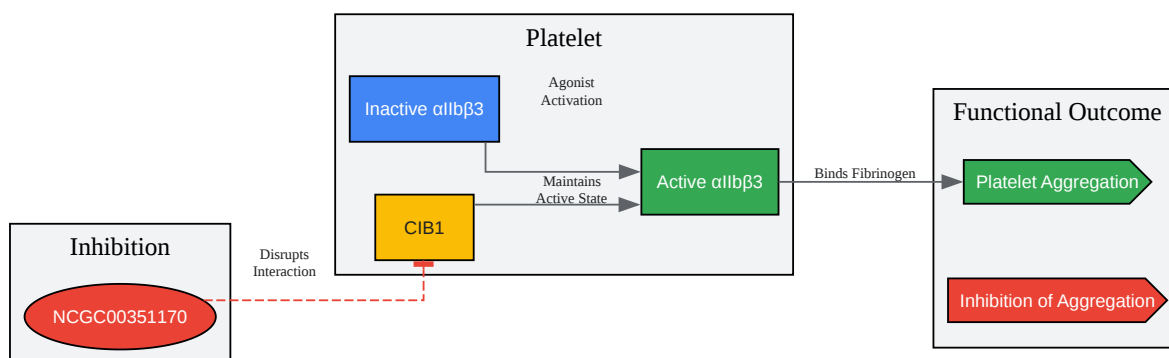 Platelet
Agonist
Activation
Inactive αIIbβ3
Maintains
Active State
Active αIIbβ3
CIB1
Binds Fibrinogen
Functional Outcome
Platelet Aggregation
Inhibition of Aggregation
Inhibition
NCGC00351170
Disrupts
Interaction